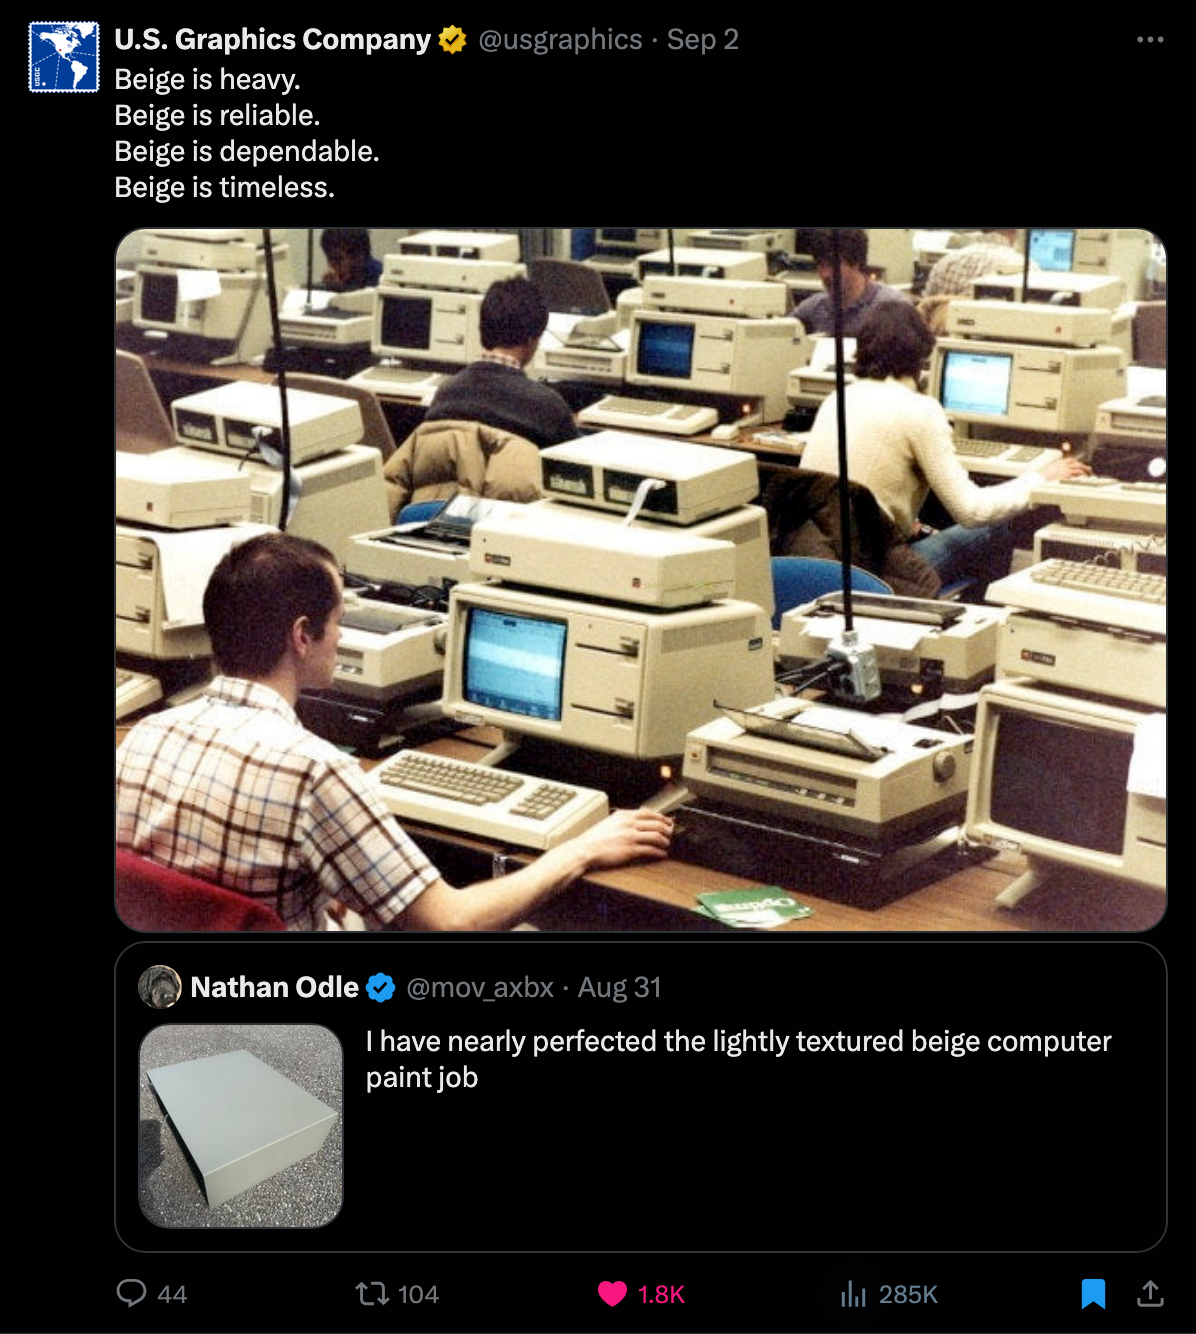 U.S. Graphics Company @usgraphics · Sep 2
Beige is heavy.
Beige is reliable.
Beige is dependable.
Beige is timeless.
Nathan Odle @mov_axbx · Aug 31
I have nearly perfected the lightly textured beige computer
paint job
44 104 1.8K 285K
USGC